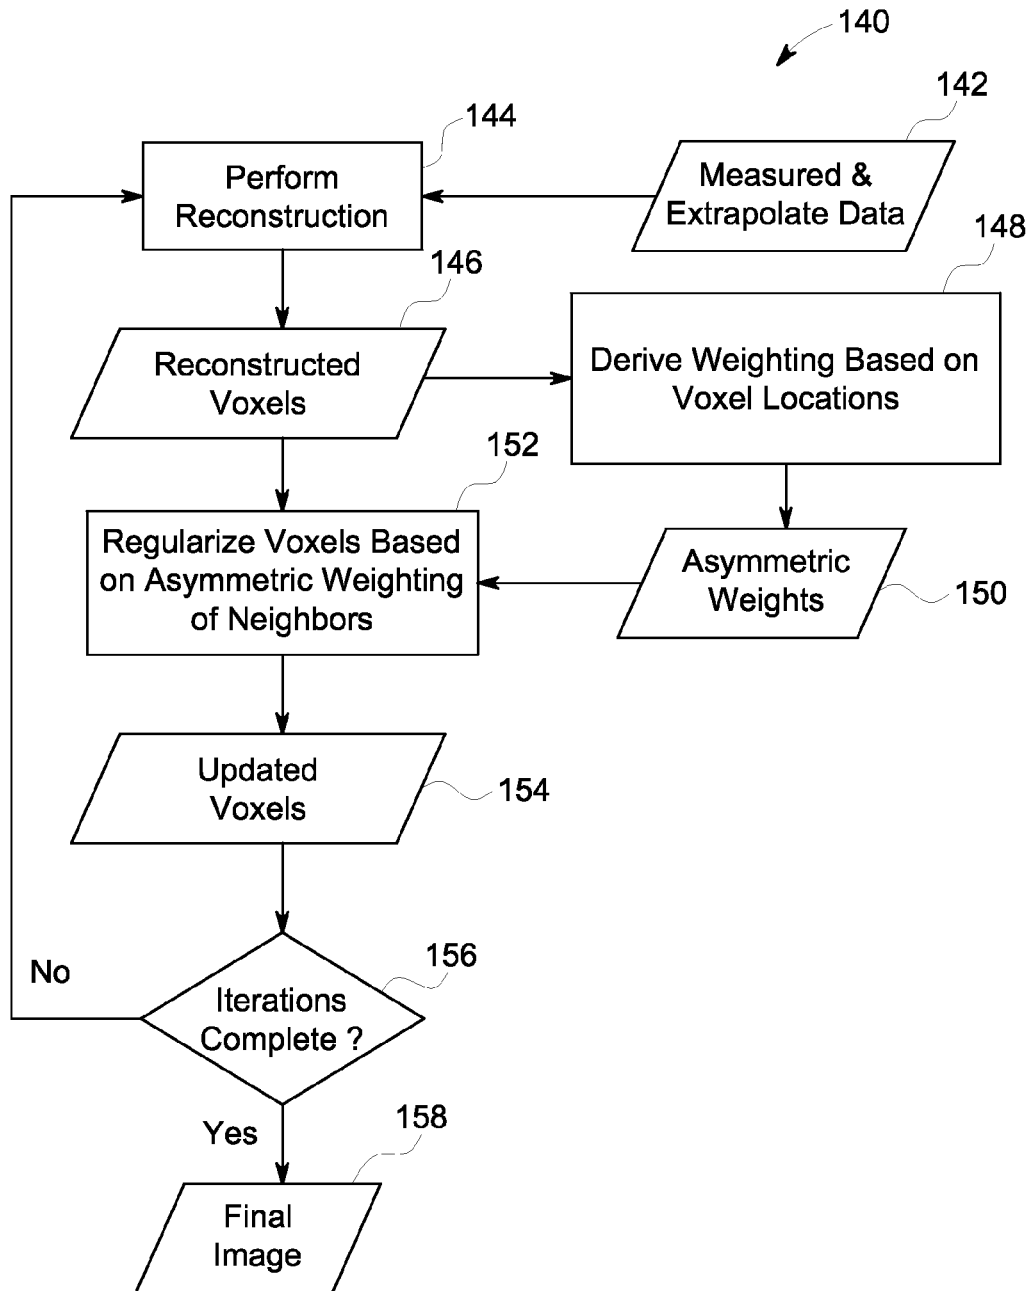 140
142
144
Perform
Reconstruction
Measured &
Extrapolate Data
146
148
Reconstructed
Voxels
Derive Weighting Based on
Voxel Locations
152
Regularize Voxels Based
on Asymmetric Weighting
of Neighbors
Asymmetric
Weights
150
Updated
Voxels
154
156
No
Iterations
Complete ?
Yes
158
Final
Image